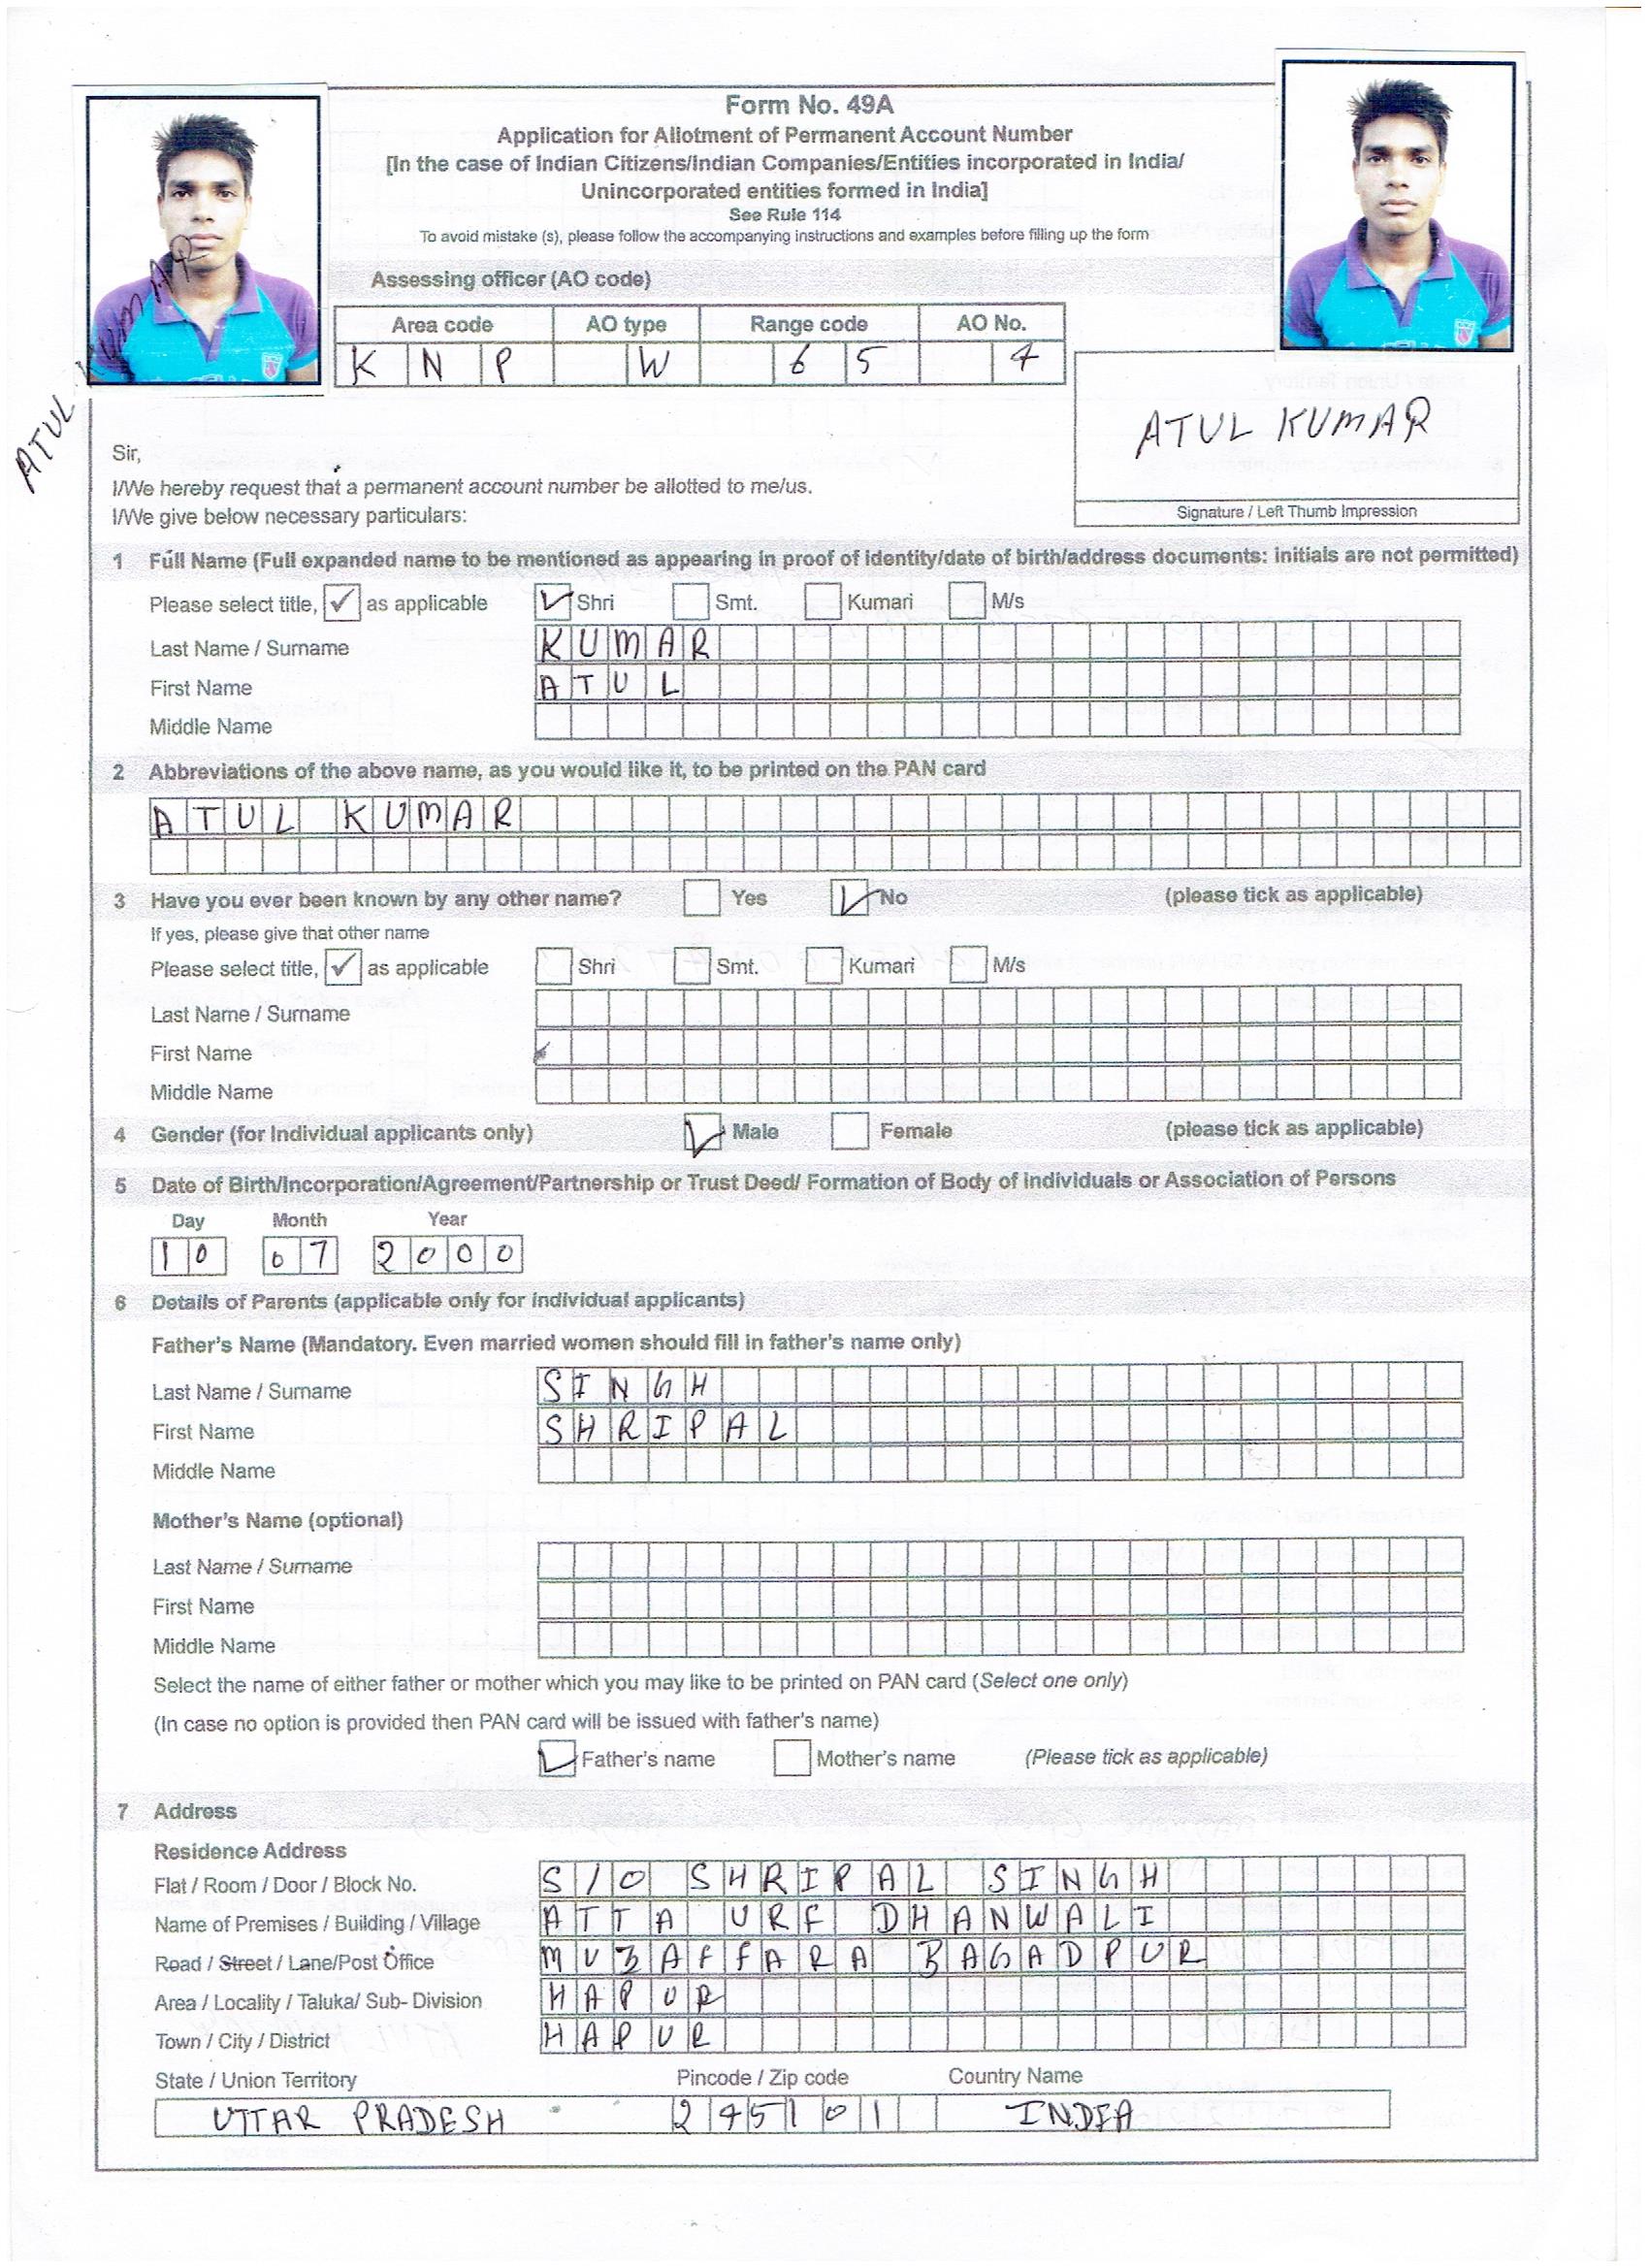 Form No. 49A
Application for Allotment of Permanent Account Number
[In the case of Indian Citizens/Indian Companies/Entities incorporated in India/
Unincorporated entities formed in India]
See Rule 114
To avoid mistake (s), please follow the accompanying instructions and examples before filling up the form
Assessing officer (AO code)
Area code AO type Range code AO No.
K N P W 6 5 4
ATUL KUMAR
ATUL KUMAR
Signature / Left Thumb Impression
Sir,
I/We hereby request that a permanent account number be allotted to me/us.
I/We give below necessary particulars:
1 Full Name (Full expanded name to be mentioned as appearing in proof of identity/date of birth/address documents: initials are not permitted)
Please select title, ✓ as applicable ✓ Shri Smt. Kumari M/s
Last Name / Surname KUMAR
First Name ATUL
Middle Name
2 Abbreviations of the above name, as you would like it, to be printed on the PAN card
ATUL KUMAR
3 Have you ever been known by any other name? Yes ✓ No (please tick as applicable)
If yes, please give that other name
Please select title, ✓ as applicable Shri Smt. Kumari M/s
Last Name / Surname
First Name
Middle Name
4 Gender (for Individual applicants only) ✓ Male Female (please tick as applicable)
5 Date of Birth/Incorporation/Agreement/Partnership or Trust Deed/ Formation of Body of individuals or Association of Persons
Day Month Year
10 07 2000
6 Details of Parents (applicable only for individual applicants)
Father's Name (Mandatory. Even married women should fill in father's name only)
Last Name / Surname SINGH
First Name SHRIPAL
Middle Name
Mother's Name (optional)
Last Name / Surname
First Name
Middle Name
Select the name of either father or mother which you may like to be printed on PAN card (Select one only)
(In case no option is provided then PAN card will be issued with father's name)
✓ Father's name Mother's name (Please tick as applicable)
7 Address
Residence Address
Flat / Room / Door / Block No. S/O SHRIPAL SINGH
Name of Premises / Building / Village ATTA URF DHANWALI
Road / Street / Lane/Post Office MUZAFFARA BAGADPUR
Area / Locality / Taluka/ Sub- Division HAPUR
Town / City / District HAPUR
State / Union Territory Pincode / Zip code Country Name
UTTAR PRADESH 245101 INDIA